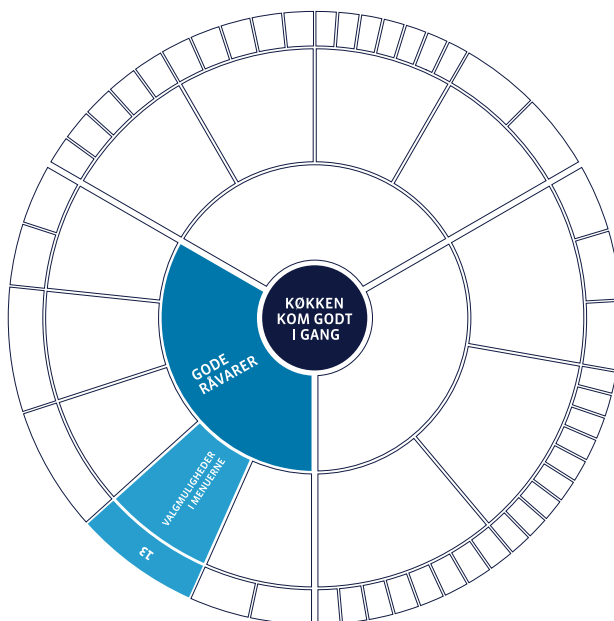 KØKKEN
KOM GODT
I GANG
GODE
RÅVARER
VALGMULIGHEDER
I MENUERNE
13